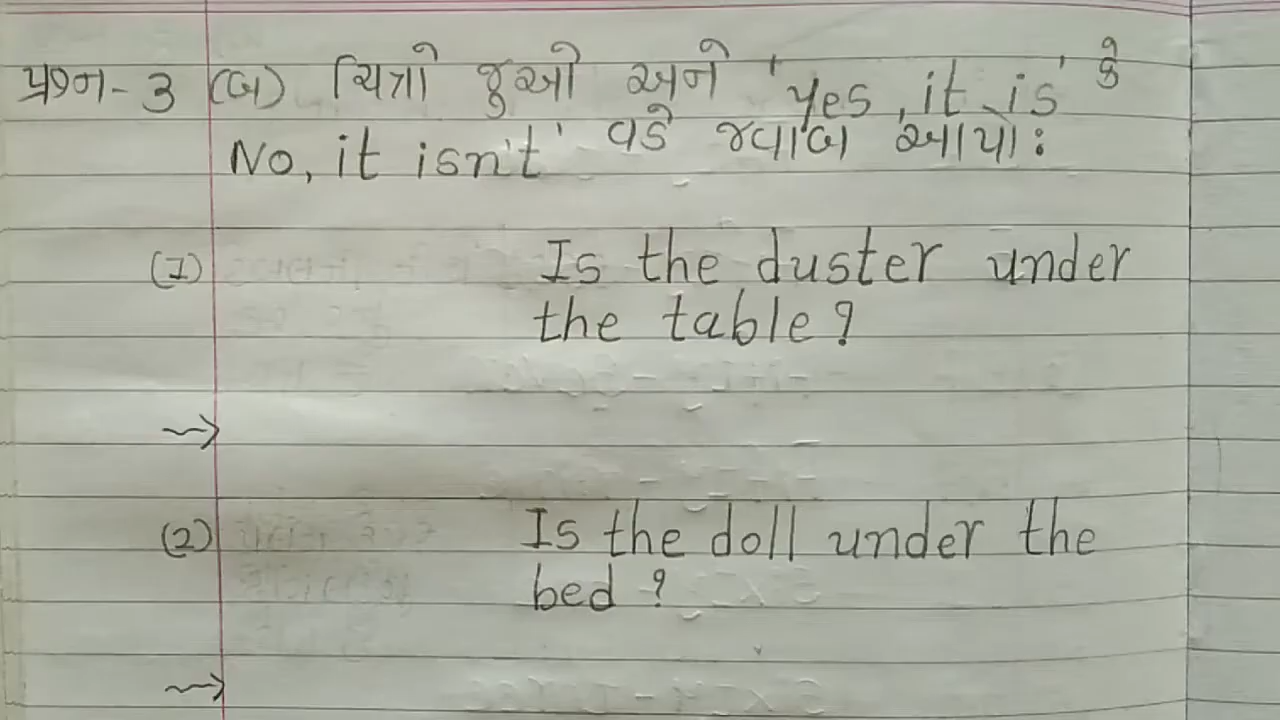 પ્રશ્ન-3 (બ) ચિત્રો જુઓ અને 'yes, it is' કે
No, it isn't' વડે જવાબ આપો:
(1) Is the duster under
the table?
→
(2) Is the doll under the
bed?
→